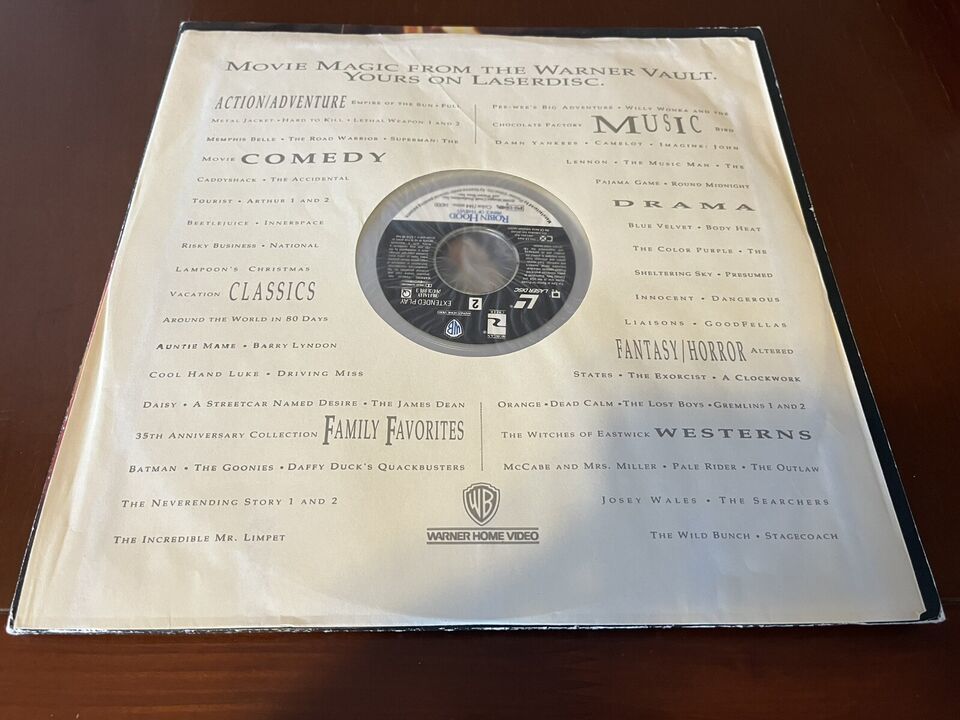 MOVIE MAGIC FROM THE WARNER VAULT.
YOURS ON LASERDISC.
ACTION/ADVENTURE EMPIRE OF THE SUN • FULL
METAL JACKET • HARD TO KILL • LETHAL WEAPON 1 AND 2
MEMPHIS BELLE • THE ROAD WARRIOR • SUPERMAN: THE
MOVIE COMEDY
CADDYSHACK • THE ACCIDENTAL
TOURIST • ARTHUR 1 AND 2
BEETLEJUICE • INNERSPACE
RISKY BUSINESS • NATIONAL
LAMPOON'S CHRISTMAS
VACATION CLASSICS
AROUND THE WORLD IN 80 DAYS
AUNTIE MAME • BARRY LYNDON
COOL HAND LUKE • DRIVING MISS
DAISY • A STREETCAR NAMED DESIRE • THE JAMES DEAN
35TH ANNIVERSARY COLLECTION FAMILY FAVORITES
BATMAN • THE GOONIES • DAFFY DUCK'S QUACKBUSTERS
THE NEVERENDING STORY 1 AND 2
THE INCREDIBLE MR. LIMPET
PEE-WEE'S BIG ADVENTURE • WILLY WONKA AND THE
CHOCOLATE FACTORY MUSIC BIRD
DAMN YANKEES • CAMELOT • IMAGINE: JOHN
LENNON • THE MUSIC MAN • THE
PAJAMA GAME • ROUND MIDNIGHT
DRAMA
BLUE VELVET • BODY HEAT
THE COLOR PURPLE • THE
SHELTERING SKY • PRESUMED
INNOCENT • DANGEROUS
LIAISONS • GOODFELLAS
FANTASY/HORROR ALTERED
STATES • THE EXORCIST • A CLOCKWORK
ORANGE • DEAD CALM • THE LOST BOYS • GREMLINS 1 AND 2
THE WITCHES OF EASTWICK WESTERNS
MCCABE AND MRS. MILLER • PALE RIDER • THE OUTLAW
JOSEY WALES • THE SEARCHERS
THE WILD BUNCH • STAGECOACH
WB
WARNER HOME VIDEO
ROBIN HOOD
PRINCE OF THIEVES
LASER DISC
2
EXTENDED PLAY
WB